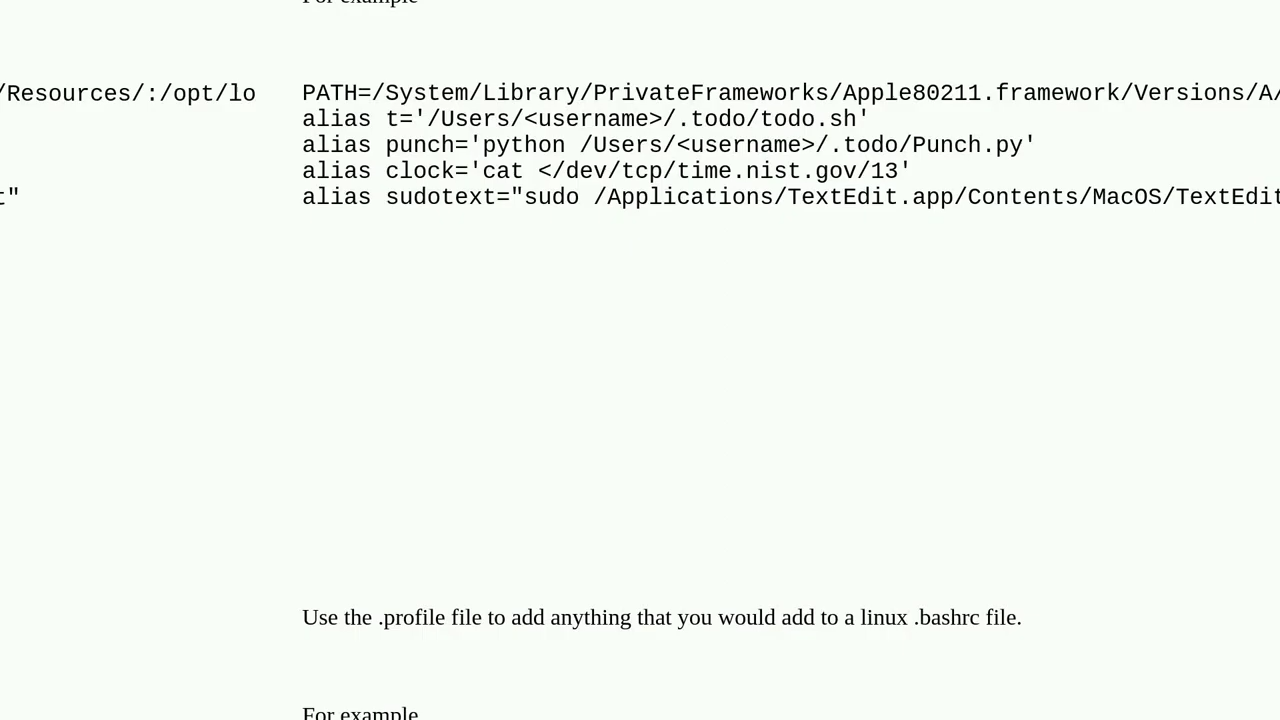 For example
/Resources/:/opt/lo
t"
PATH=/System/Library/PrivateFrameworks/Apple80211.framework/Versions/A/
alias t='/Users/<username>/.todo/todo.sh'
alias punch='python /Users/<username>/.todo/Punch.py'
alias clock='cat </dev/tcp/time.nist.gov/13'
alias sudotext="sudo /Applications/TextEdit.app/Contents/MacOS/TextEdit
Use the .profile file to add anything that you would add to a linux .bashrc file.
For example